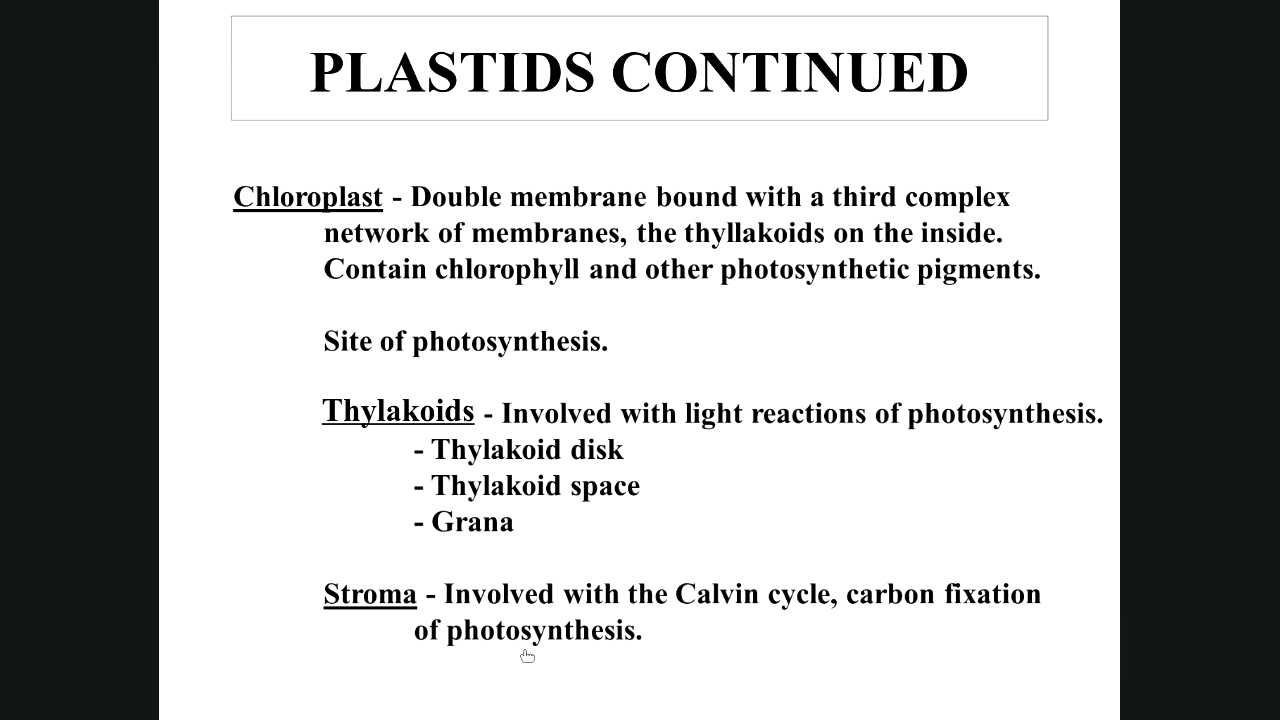 PLASTIDS CONTINUED
Chloroplast - Double membrane bound with a third complex
network of membranes, the thyllakoids on the inside.
Contain chlorophyll and other photosynthetic pigments.
Site of photosynthesis.
Thylakoids - Involved with light reactions of photosynthesis.
- Thylakoid disk
- Thylakoid space
- Grana
Stroma - Involved with the Calvin cycle, carbon fixation
of photosynthesis.